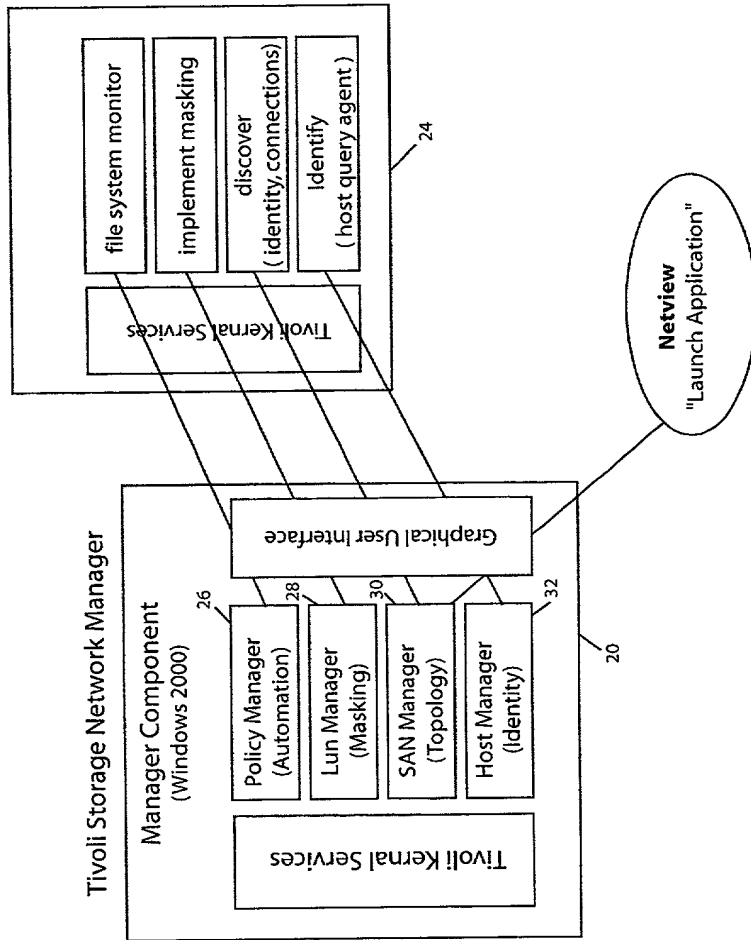 Tivoli Storage Network Manager
Manager Component
(Windows 2000)
Tivoli Kernal Services
Policy Manager
(Automation)
26
Lun Manager
(Masking)
28
SAN Manager
(Topology)
30
Host Manager
(Identity)
32
Graphical User Interface
20
Tivoli Kernal Services
file system monitor
implement masking
discover
( identity, connections)
Identify
( host query agent)
24
Netview
"Launch Application"